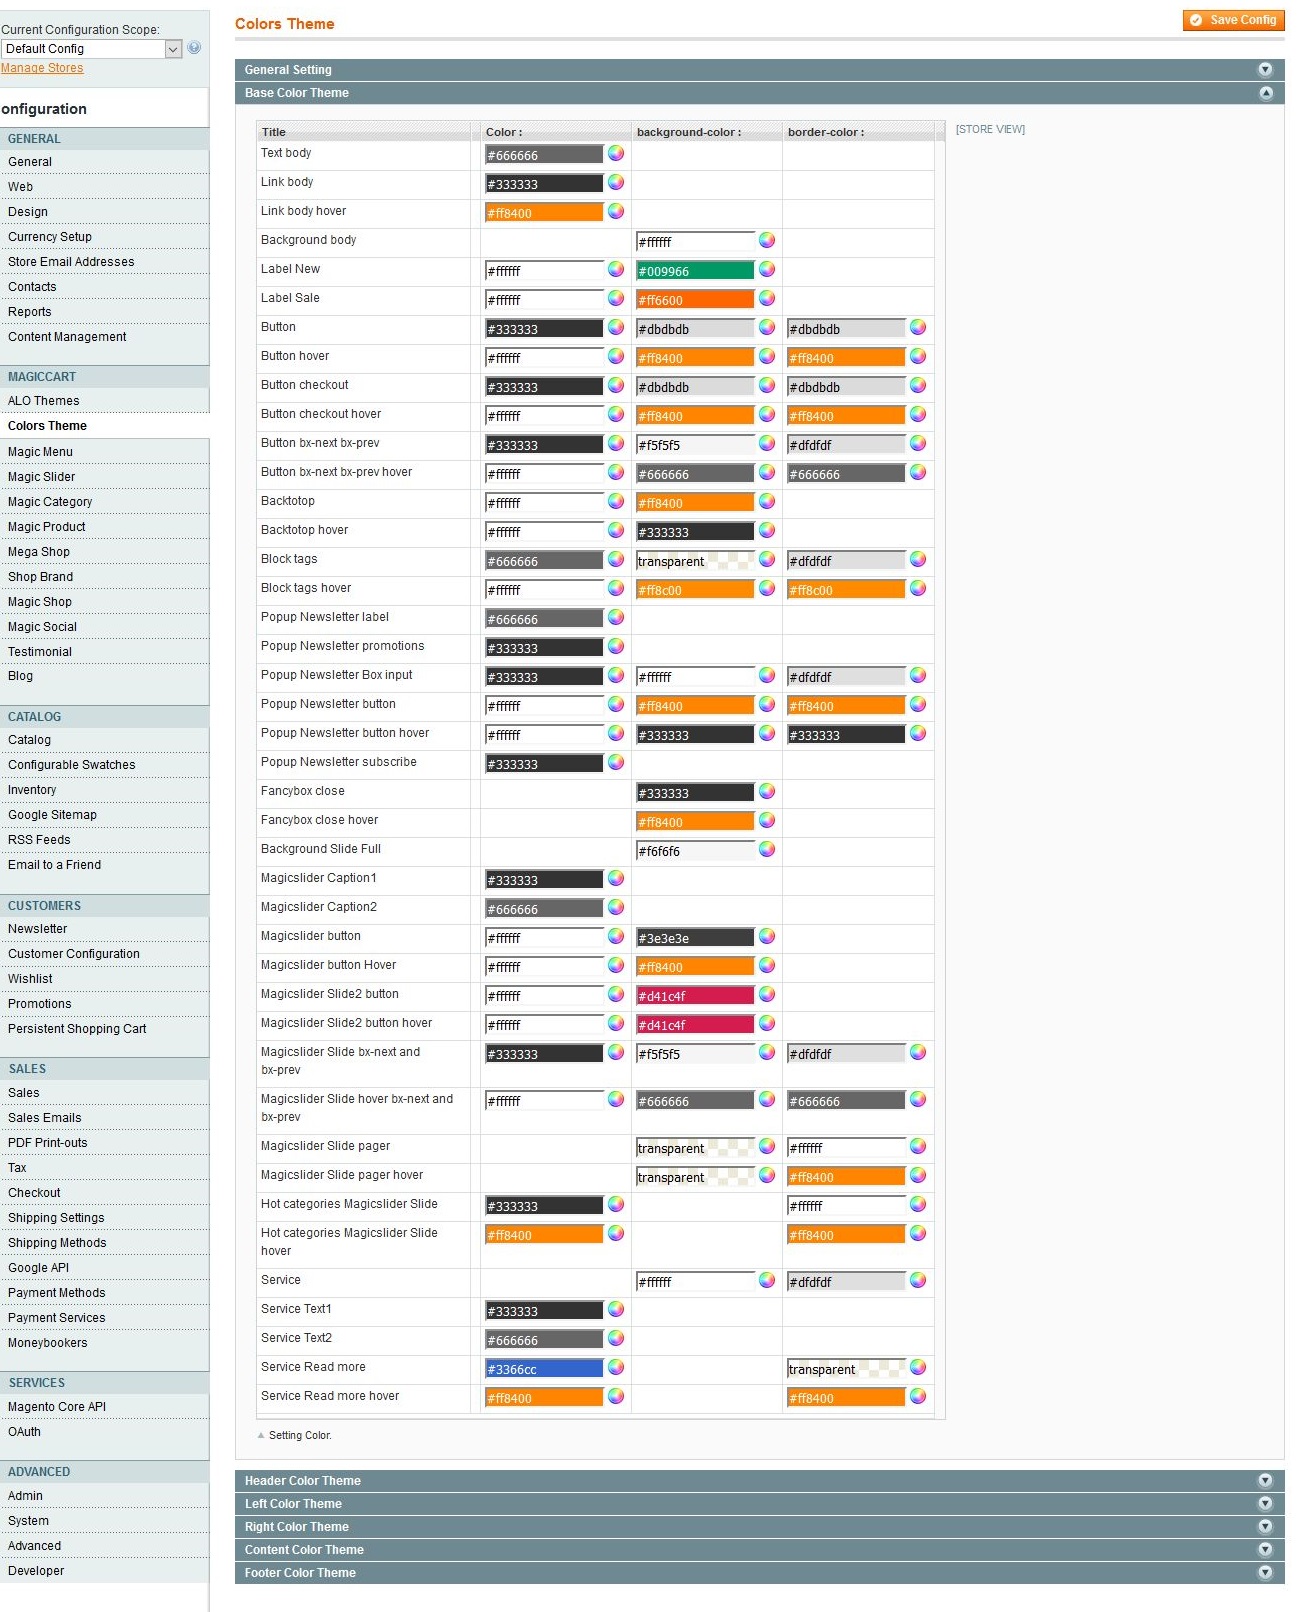 Current Configuration Scope:
Default Config
Manage Stores
onfiguration
GENERAL
General
Web
Design
Currency Setup
Store Email Addresses
Contacts
Reports
Content Management
MAGICCART
ALO Themes
Colors Theme
Magic Menu
Magic Slider
Magic Category
Magic Product
Mega Shop
Shop Brand
Magic Shop
Magic Social
Testimonial
Blog
CATALOG
Catalog
Configurable Swatches
Inventory
Google Sitemap
RSS Feeds
Email to a Friend
CUSTOMERS
Newsletter
Customer Configuration
Wishlist
Promotions
Persistent Shopping Cart
SALES
Sales
Sales Emails
PDF Print-outs
Tax
Checkout
Shipping Settings
Shipping Methods
Google API
Payment Methods
Payment Services
Moneybookers
SERVICES
Magento Core API
OAuth
ADVANCED
Admin
System
Advanced
Developer
Colors Theme Save Config
General Setting
Base Color Theme
Title Color : background-color : border-color : [STORE VIEW]
Text body #666666
Link body #333333
Link body hover #ff8400
Background body #ffffff
Label New #ffffff #009966
Label Sale #ffffff #ff6600
Button #333333 #dbdbdb #dbdbdb
Button hover #ffffff #ff8400 #ff8400
Button checkout #333333 #dbdbdb #dbdbdb
Button checkout hover #ffffff #ff8400 #ff8400
Button bx-next bx-prev #333333 #f5f5f5 #dfdfdf
Button bx-next bx-prev hover #ffffff #666666 #666666
Backtotop #ffffff #ff8400
Backtotop hover #ffffff #333333
Block tags #666666 transparent #dfdfdf
Block tags hover #ffffff #ff8c00 #ff8c00
Popup Newsletter label #666666
Popup Newsletter promotions #333333
Popup Newsletter Box input #333333 #ffffff #dfdfdf
Popup Newsletter button #ffffff #ff8400 #ff8400
Popup Newsletter button hover #ffffff #333333 #333333
Popup Newsletter subscribe #333333
Fancybox close #333333
Fancybox close hover #ff8400
Background Slide Full #f6f6f6
Magicslider Caption1 #333333
Magicslider Caption2 #666666
Magicslider button #ffffff #3e3e3e
Magicslider button Hover #ffffff #ff8400
Magicslider Slide2 button #ffffff #d41c4f
Magicslider Slide2 button hover #ffffff #d41c4f
Magicslider Slide bx-next and #333333 #f5f5f5 #dfdfdf
bx-prev
Magicslider Slide hover bx-next and #ffffff #666666 #666666
bx-prev
Magicslider Slide pager transparent #ffffff
Magicslider Slide pager hover transparent #ff8400
Hot categories Magicslider Slide #333333 #ffffff
Hot categories Magicslider Slide #ff8400 #ff8400
hover
Service #ffffff #dfdfdf
Service Text1 #333333
Service Text2 #666666
Service Read more #3366cc transparent
Service Read more hover #ff8400 #ff8400
Setting Color.
Header Color Theme
Left Color Theme
Right Color Theme
Content Color Theme
Footer Color Theme